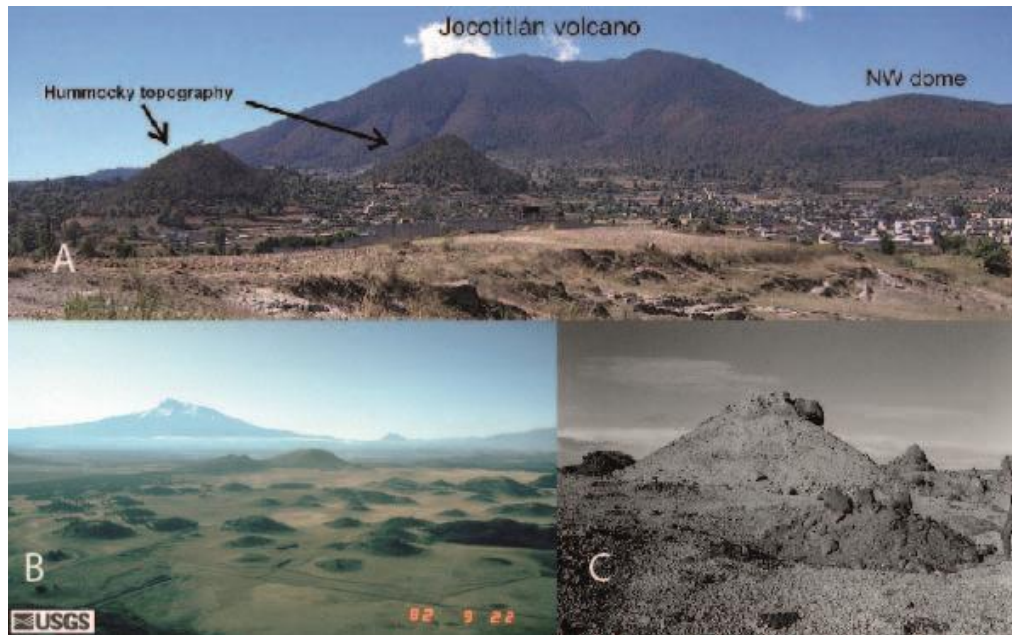 Jocotitlán volcano
Hummocky topography
NW dome
A
B
C
USGS
82 9 22